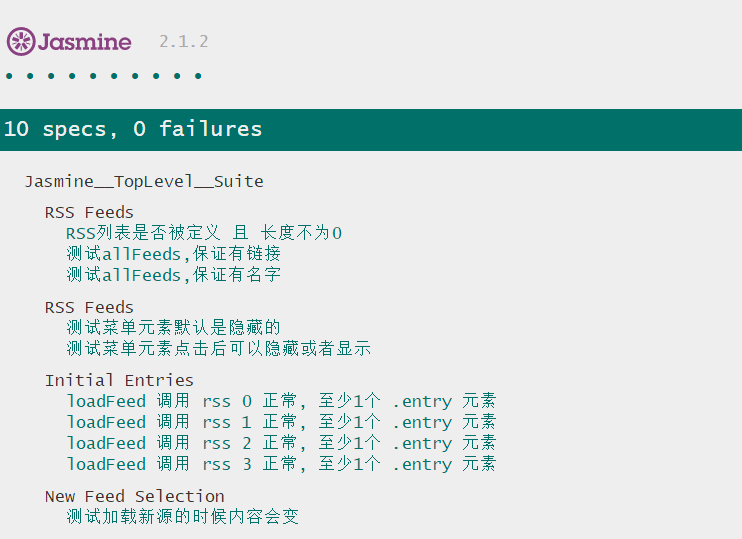 Jasmine 2.1.2
• • • • • • • • • •
10 specs, 0 failures
Jasmine__TopLevel__Suite
RSS Feeds
RSS列表是否被定义 且 长度不为0
测试allFeeds,保证有链接
测试allFeeds,保证有名字
RSS Feeds
测试菜单元素默认是隐藏的
测试菜单元素点击后可以隐藏或者显示
Initial Entries
loadFeed 调用 rss 0 正常, 至少1个 .entry 元素
loadFeed 调用 rss 1 正常, 至少1个 .entry 元素
loadFeed 调用 rss 2 正常, 至少1个 .entry 元素
loadFeed 调用 rss 3 正常, 至少1个 .entry 元素
New Feed Selection
测试加载新源的时候内容会变